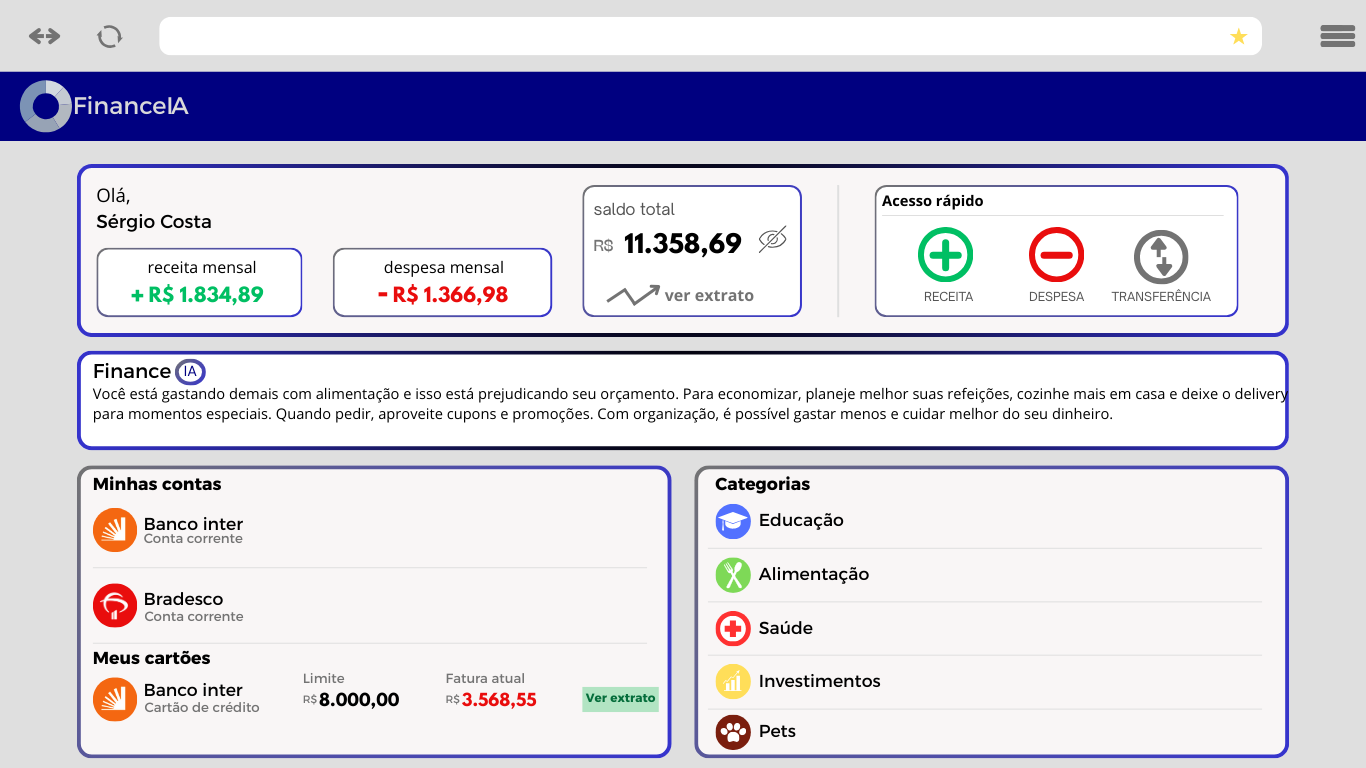 FinanceIA
Olá,
Sérgio Costa
receita mensal
+ R$ 1.834,89
despesa mensal
- R$ 1.366,98
saldo total
R$ 11.358,69
ver extrato
Acesso rápido
RECEITA
DESPESA
TRANSFERÊNCIA
Finance IA
Você está gastando demais com alimentação e isso está prejudicando seu orçamento. Para economizar, planeje melhor suas refeições, cozinhe mais em casa e deixe o delivery
para momentos especiais. Quando pedir, aproveite cupons e promoções. Com organização, é possível gastar menos e cuidar melhor do seu dinheiro.
Minhas contas
Banco inter
Conta corrente
Bradesco
Conta corrente
Meus cartões
Banco inter
Cartão de crédito
Limite
R$ 8.000,00
Fatura atual
R$ 3.568,55
Ver extrato
Categorias
Educação
Alimentação
Saúde
Investimentos
Pets